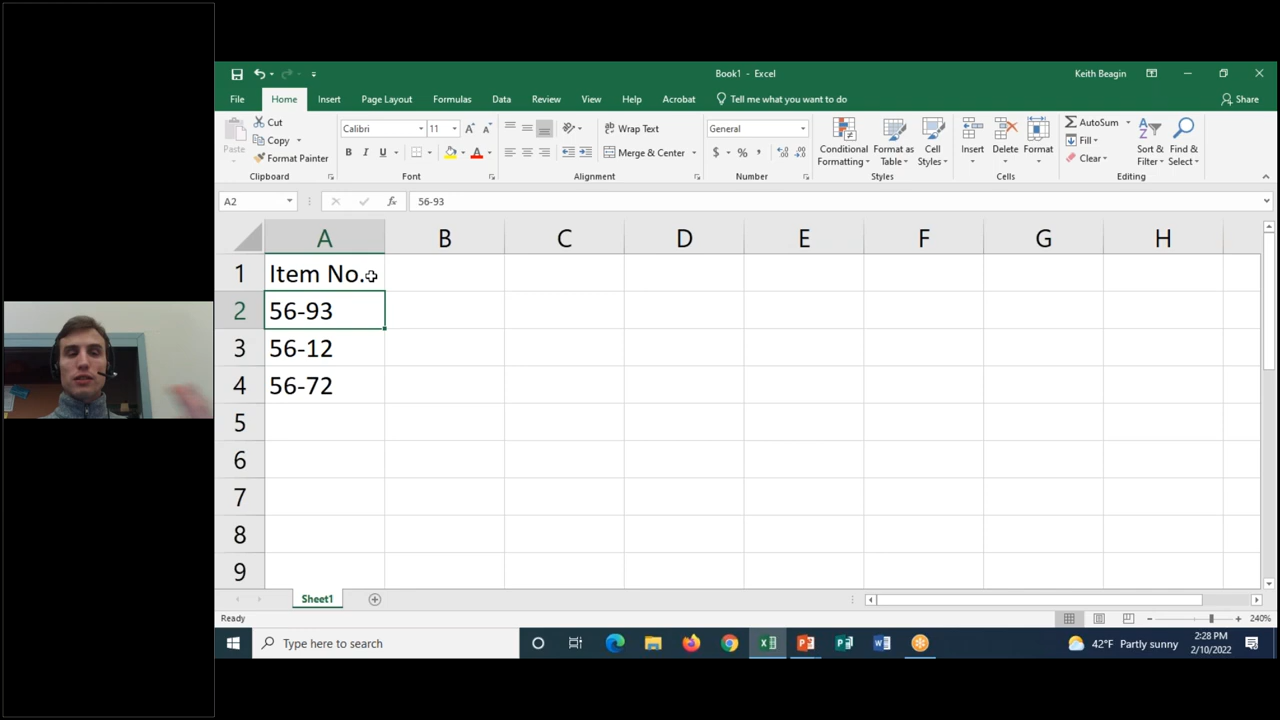 Book1 - Excel
Keith Beagin
File Home Insert Page Layout Formulas Data Review View Help Acrobat Tell me what you want to do Share
Paste
Cut
Copy
Format Painter
Clipboard
Calibri 11
B I U A
Font
Wrap Text
Merge & Center
Alignment
General
$ % ,
Number
Conditional Formatting
Format as Table
Cell Styles
Styles
Insert
Delete
Format
Cells
AutoSum
Fill
Clear
Sort & Filter
Find & Select
Editing
A2 fx 56-93
A B C D E F G H
1 Item No.
2 56-93
3 56-12
4 56-72
5
6
7
8
9
Sheet1
Ready
240%
Type here to search
42°F Partly sunny
2:28 PM
2/10/2022